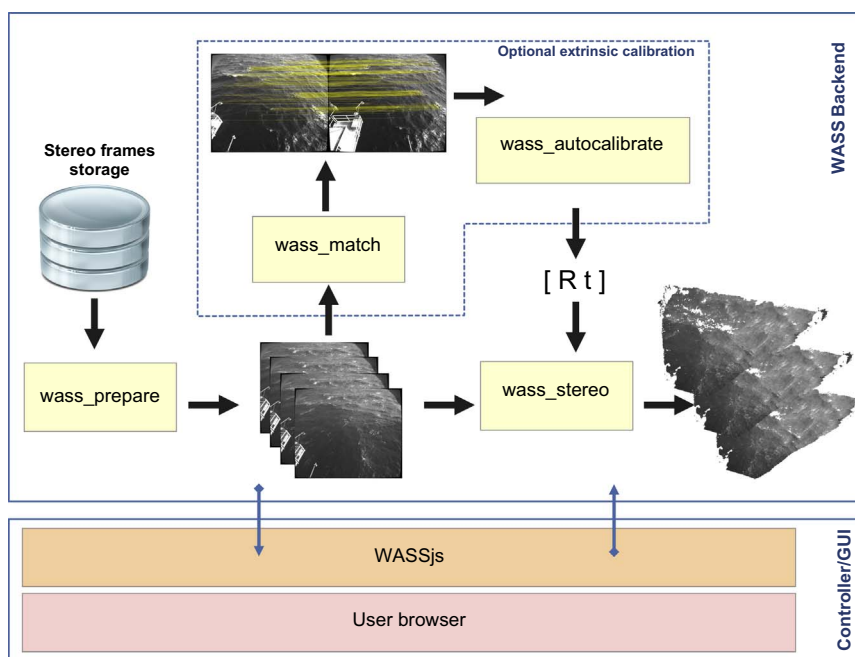 Optional extrinsic calibration
WASS Backend
Stereo frames
storage
wass_autocalibrate
wass_match
[ R t ]
wass_prepare
wass_stereo
WASSjs
User browser
Controller/GUI